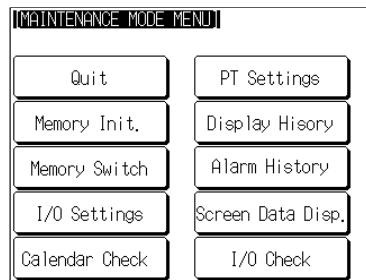 [MAINTENANCE MODE MENU]
Quit
PT Settings
Memory Init.
Display Hisory
Memory Switch
Alarm History
I/O Settings
Screen Data Disp.
Calendar Check
I/O Check